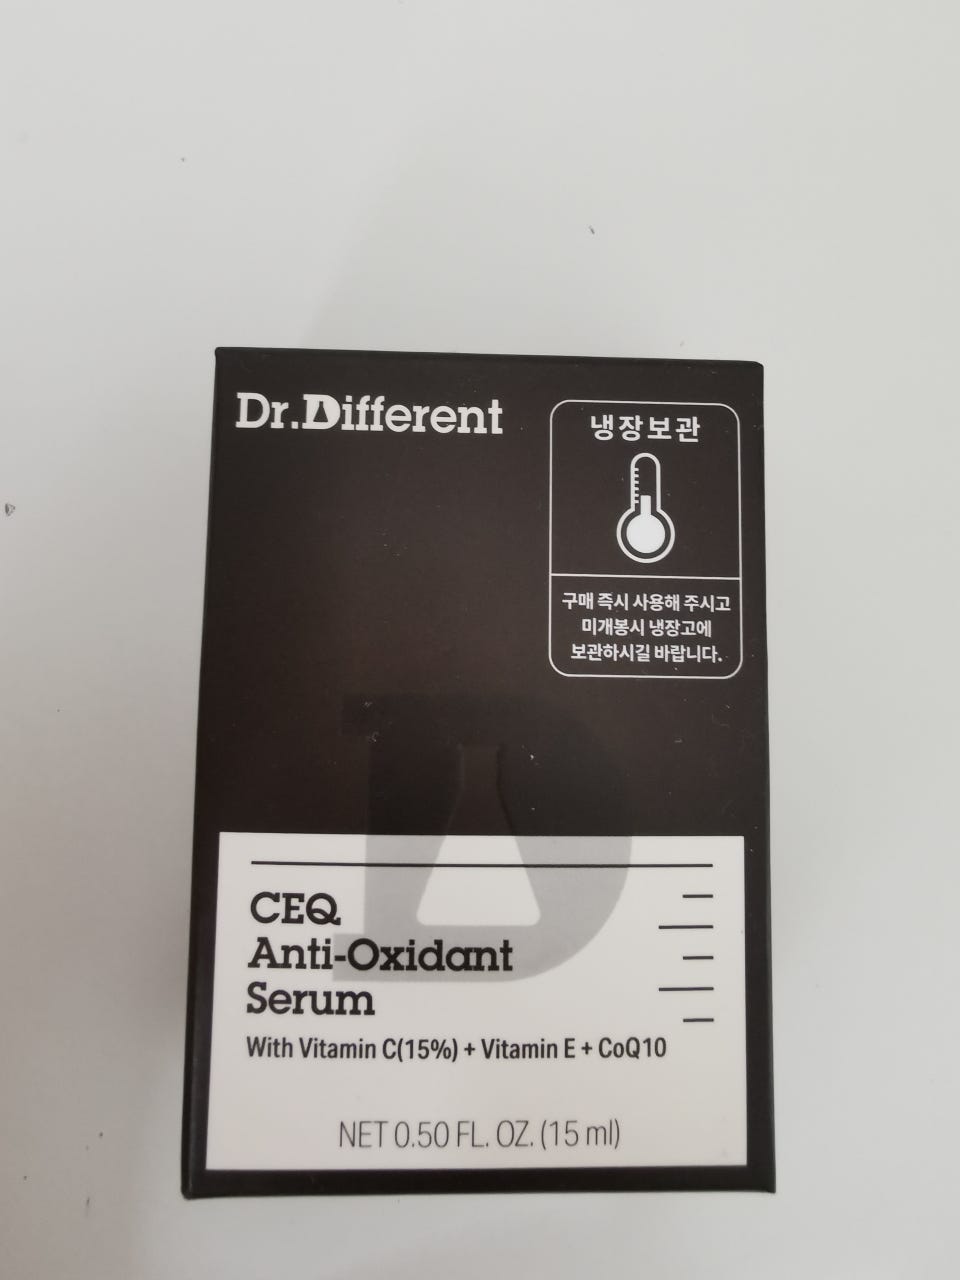 Dr.Different
냉장보관
구매 즉시 사용해 주시고
미개봉시 냉장고에
보관하시길 바랍니다.
CEQ
Anti-Oxidant
Serum
With Vitamin C(15%) + Vitamin E + CoQ10
NET 0.50 FL. OZ. (15 ml)